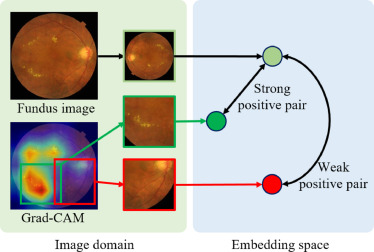 Fundus image
Grad-CAM
Strong
positive pair
Weak
positive pair
Image domain
Embedding space